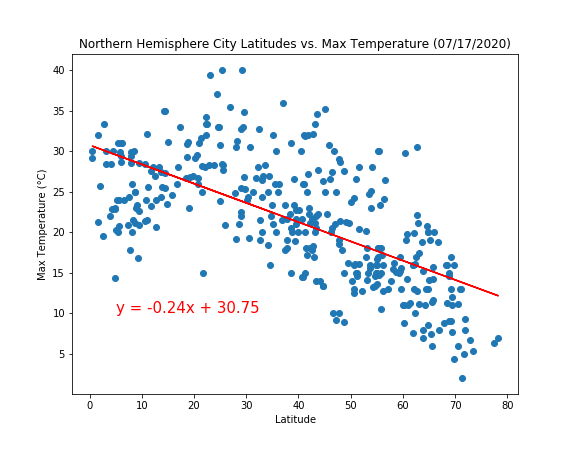 Northern Hemisphere City Latitudes vs. Max Temperature (07/17/2020)
40
35
30
25
20
15
10
5
Max Temperature (°C)
y = -0.24x + 30.75
0 10 20 30 40 50 60 70 80
Latitude